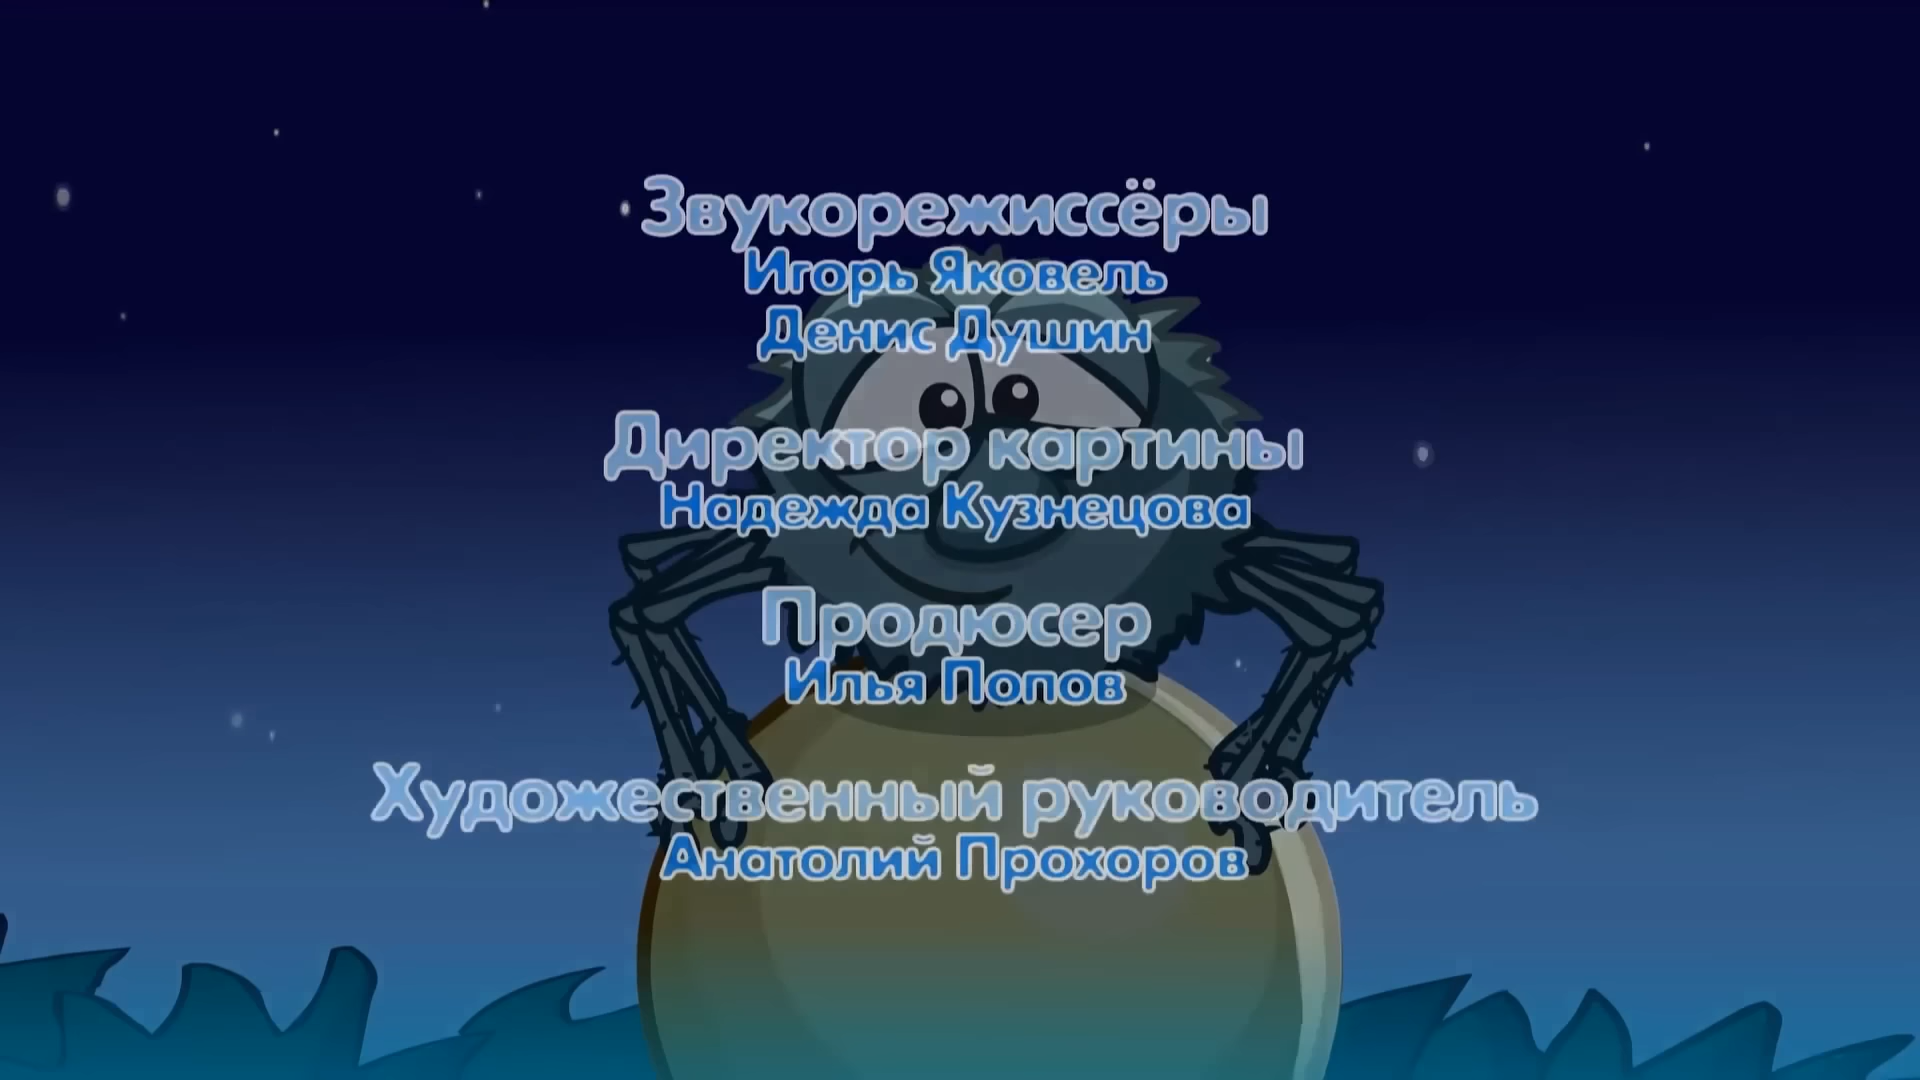 Звукорежиссёры
Игорь Яковель
Денис Душин
Директор картины
Надежда Кузнецова
Продюсер
Илья Попов
Художественный руководитель
Анатолий Прохоров